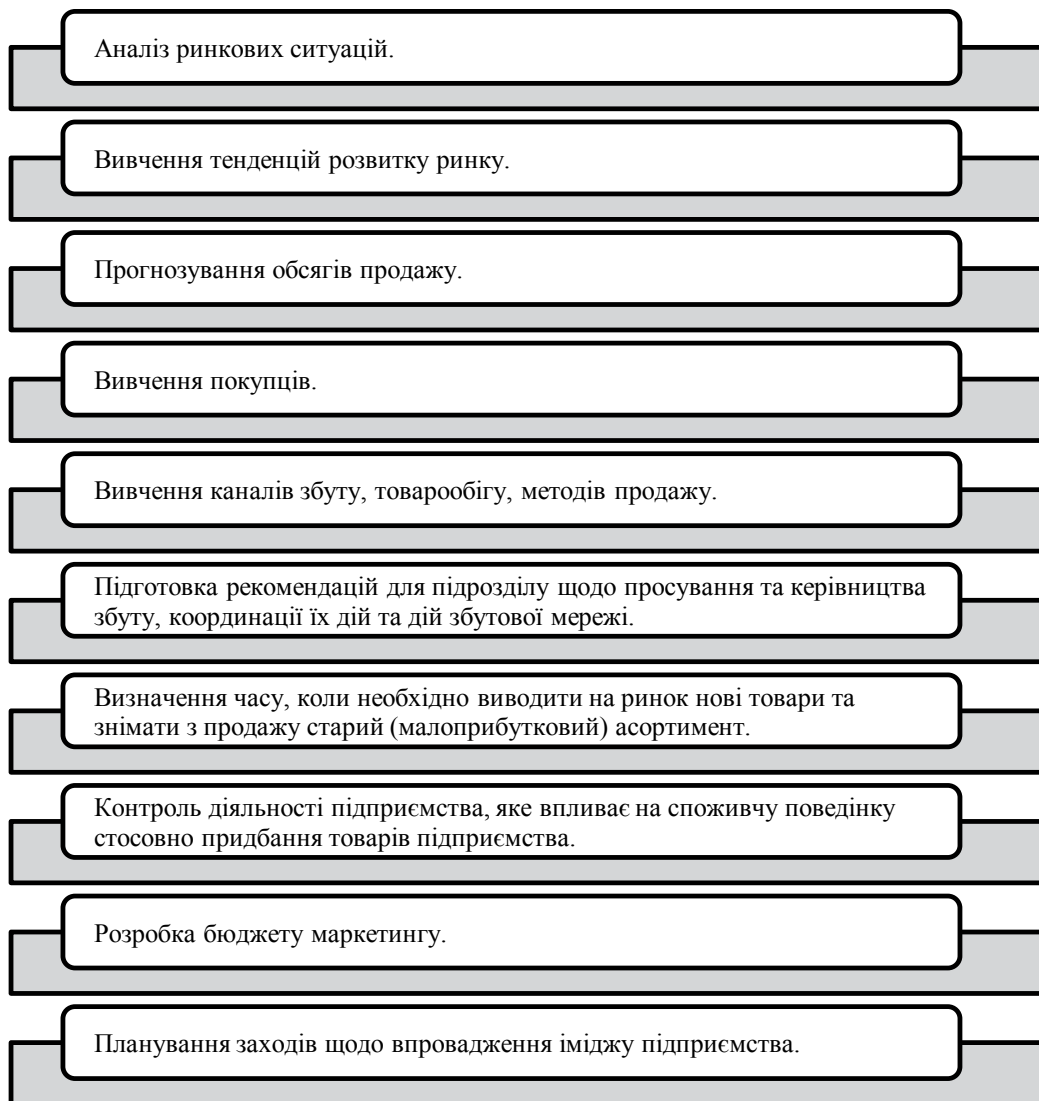 Аналіз ринкових ситуацій.
Вивчення тенденцій розвитку ринку.
Прогнозування обсягів продажу.
Вивчення покупців.
Вивчення каналів збуту, товарообігу, методів продажу.
Підготовка рекомендацій для підрозділу щодо просування та керівництва
збуту, координації їх дій та дій збутової мережі.
Визначення часу, коли необхідно виводити на ринок нові товари та
знімати з продажу старий (малоприбутковий) асортимент.
Контроль діяльності підприємства, яке впливає на споживчу поведінку
стосовно придбання товарів підприємства.
Розробка бюджету маркетингу.
Планування заходів щодо впровадження іміджу підприємства.